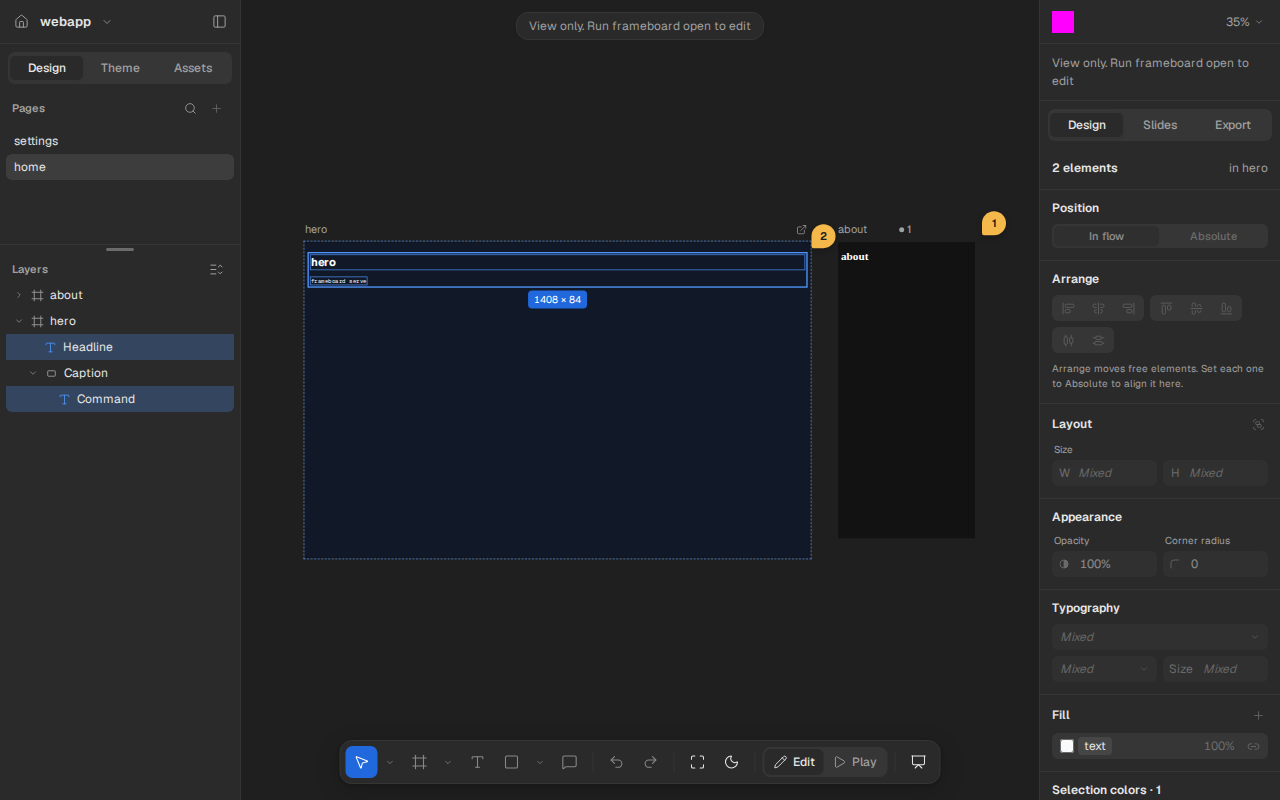 webapp
View only. Run frameboard open to edit
35%
View only. Run frameboard open to
edit
Design
Theme
Assets
Pages
settings
home
Layers
about
hero
Headline
Caption
Command
hero
2
about
1
1
hero
frameboard serve
1408 × 84
about
Edit
Play
Design
Slides
Export
2 elements
in hero
Position
In flow
Absolute
Arrange
Arrange moves free elements. Set each one
to Absolute to align it here.
Layout
Size
W Mixed
H Mixed
Appearance
Opacity
Corner radius
100%
0
Typography
Mixed
Mixed
Size Mixed
Fill
text
100%
Selection colors · 1